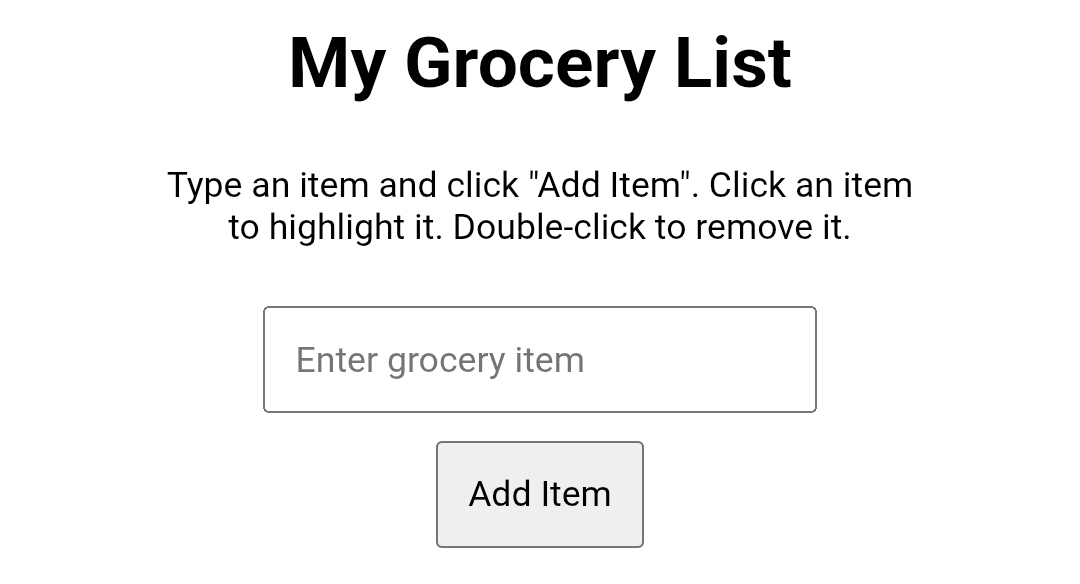 My Grocery List
Type an item and click "Add Item". Click an item
to highlight it. Double-click to remove it.
Enter grocery item
Add Item